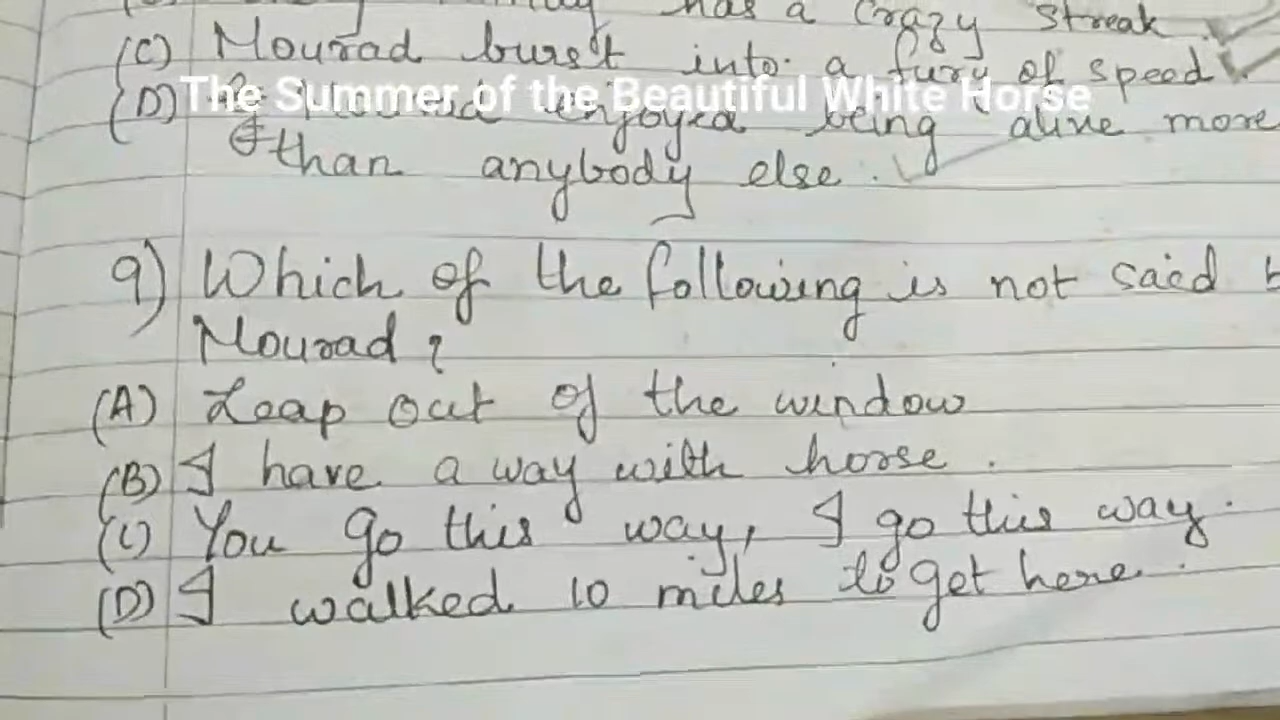 has a crazy streak.
(C) Mourad burst into a fury of speed.
The Summer of the Beautiful White Horse
(D) enjoyed being alive more
than anybody else.
9) Which of the following is not said
Mourad ?
(A) Leap out of the window
(B) I have a way with horse.
(C) You go this way, I go this way.
(D) I walked 10 miles to get here.